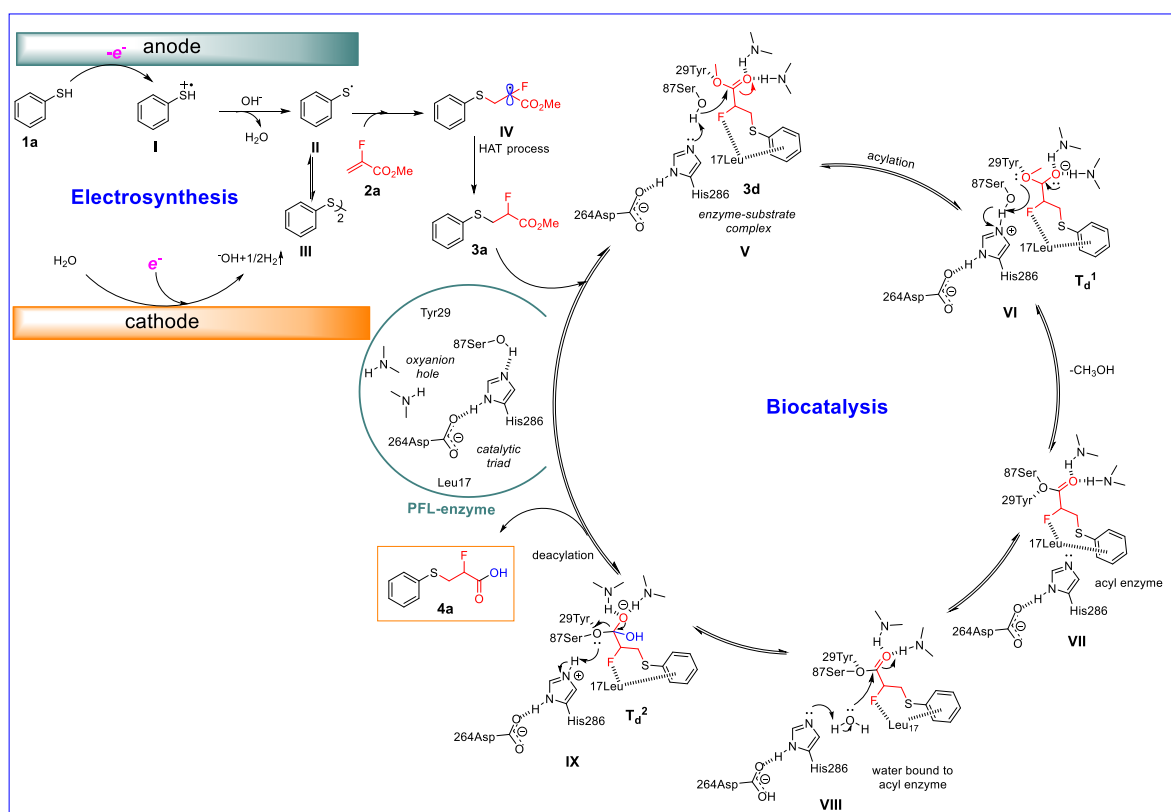 anode
-e-
SH
1a
+•
SH
I
OH-
H2O
S•
II
F
CO2Me
2a
S
F
CO2Me
IV
HAT process
S
2
III
S
F
CO2Me
3a
Electrosynthesis
H2O
e-
-OH+1/2H2↑
cathode
Tyr29
87Ser
O
H
oxyanion
hole
H-N
N
H
N
N
H
His286
O
264Asp
O
⊖
catalytic
triad
Leu17
PFL-enzyme
29Tyr
O
O
H
N
H-N
87Ser
O
H
F
S
17Leu
N
N
H
His286
O
264Asp
O
⊖
3d
enzyme-substrate
complex
V
acylation
29Tyr
O
O
⊖
H
N
H-N
87Ser
O
F
S
17Leu
H
N
⊕
N
H
His286
O
264Asp
O
⊖
Td1
VI
-CH3OH
Biocatalysis
87Ser
O
29Tyr
O
H
N
H-N
F
S
17Leu
N
N
H
His286
O
264Asp
O
⊖
acyl enzyme
VII
29Tyr
87Ser
O
O
H
N
H-N
F
S
Leu17
H
O
H
N
N
H
His286
O
264Asp
OH
⊖
water bound to
acyl enzyme
VIII
29Tyr
87Ser
O
O
⊖
OH
N
H
H
N
F
S
17Leu
H
N
⊕
N
H
His286
O
264Asp
O
⊖
Td2
IX
deacylation
S
F
OH
O
4a